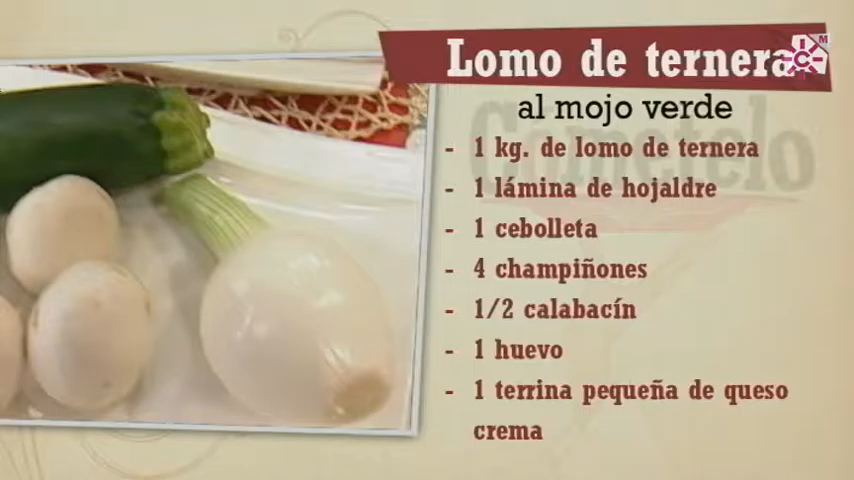 Lomo de ternera
al mojo verde
Cómetelo
- 1 kg. de lomo de ternera
- 1 lámina de hojaldre
- 1 cebolleta
- 4 champiñones
- 1/2 calabacín
- 1 huevo
- 1 terrina pequeña de queso
crema